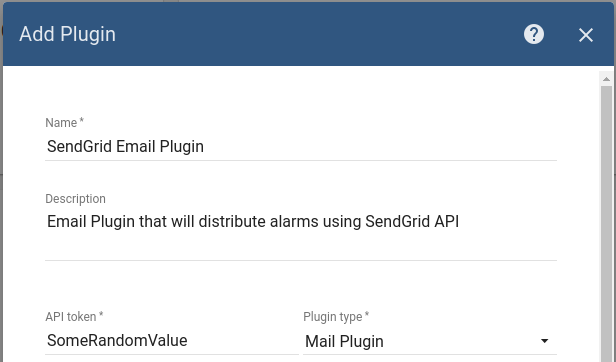 Add Plugin
?
Name *
SendGrid Email Plugin
Description
Email Plugin that will distribute alarms using SendGrid API
API token *
Plugin type *
SomeRandomValue
Mail Plugin